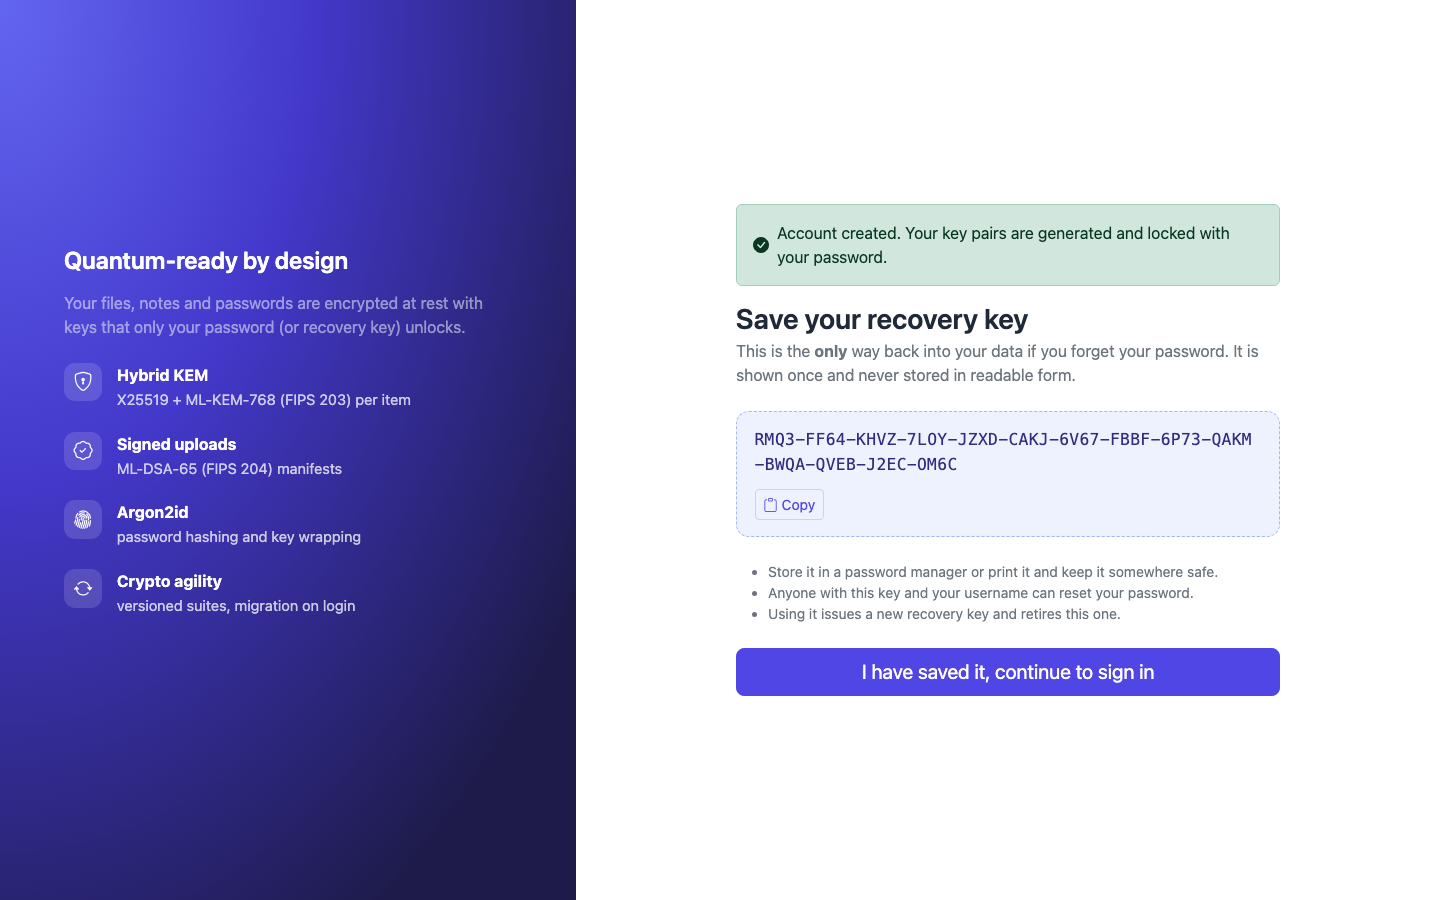 Quantum-ready by design
Your files, notes and passwords are encrypted at rest with
keys that only your password (or recovery key) unlocks.
Hybrid KEM
X25519 + ML-KEM-768 (FIPS 203) per item
Signed uploads
ML-DSA-65 (FIPS 204) manifests
Argon2id
password hashing and key wrapping
Crypto agility
versioned suites, migration on login
Account created. Your key pairs are generated and locked with
your password.
Save your recovery key
This is the only way back into your data if you forget your password. It is
shown once and never stored in readable form.
RMQ3-FF64-KHVZ-7LOY-JZXD-CAKJ-6V67-FBBF-6P73-QAKM
-BWQA-QVEB-J2EC-OM6C
Copy
Store it in a password manager or print it and keep it somewhere safe.
Anyone with this key and your username can reset your password.
Using it issues a new recovery key and retires this one.
I have saved it, continue to sign in